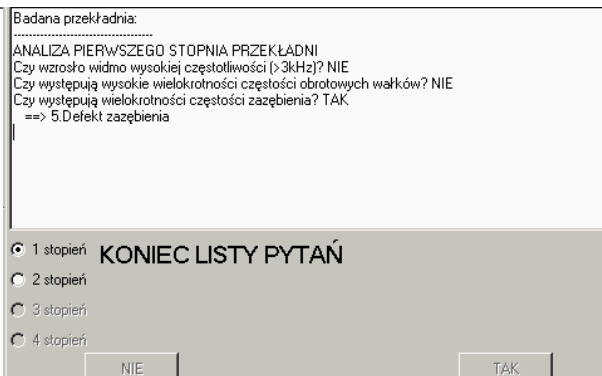 Badana przekładnia:
-----------------------------------
ANALIZA PIERWSZEGO STOPNIA PRZEKŁADNI
Czy wzrosło widmo wysokiej częstotliwości (>3kHz)? NIE
Czy występują wysokie wielokrotności częstości obrotowych wałków? NIE
Czy występują wielokrotności częstości zazębienia? TAK
==> 5.Defekt zazębienia
1 stopień
KONIEC LISTY PYTAŃ
2 stopień
3 stopień
4 stopień
NIE
TAK